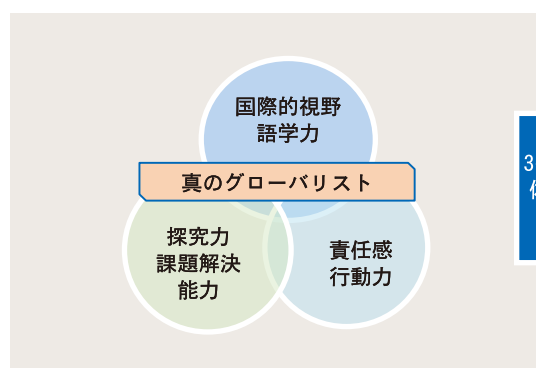 国際的視野
語学力
真のグローバリスト
探究力
課題解決
能力
責任感
行動力
3